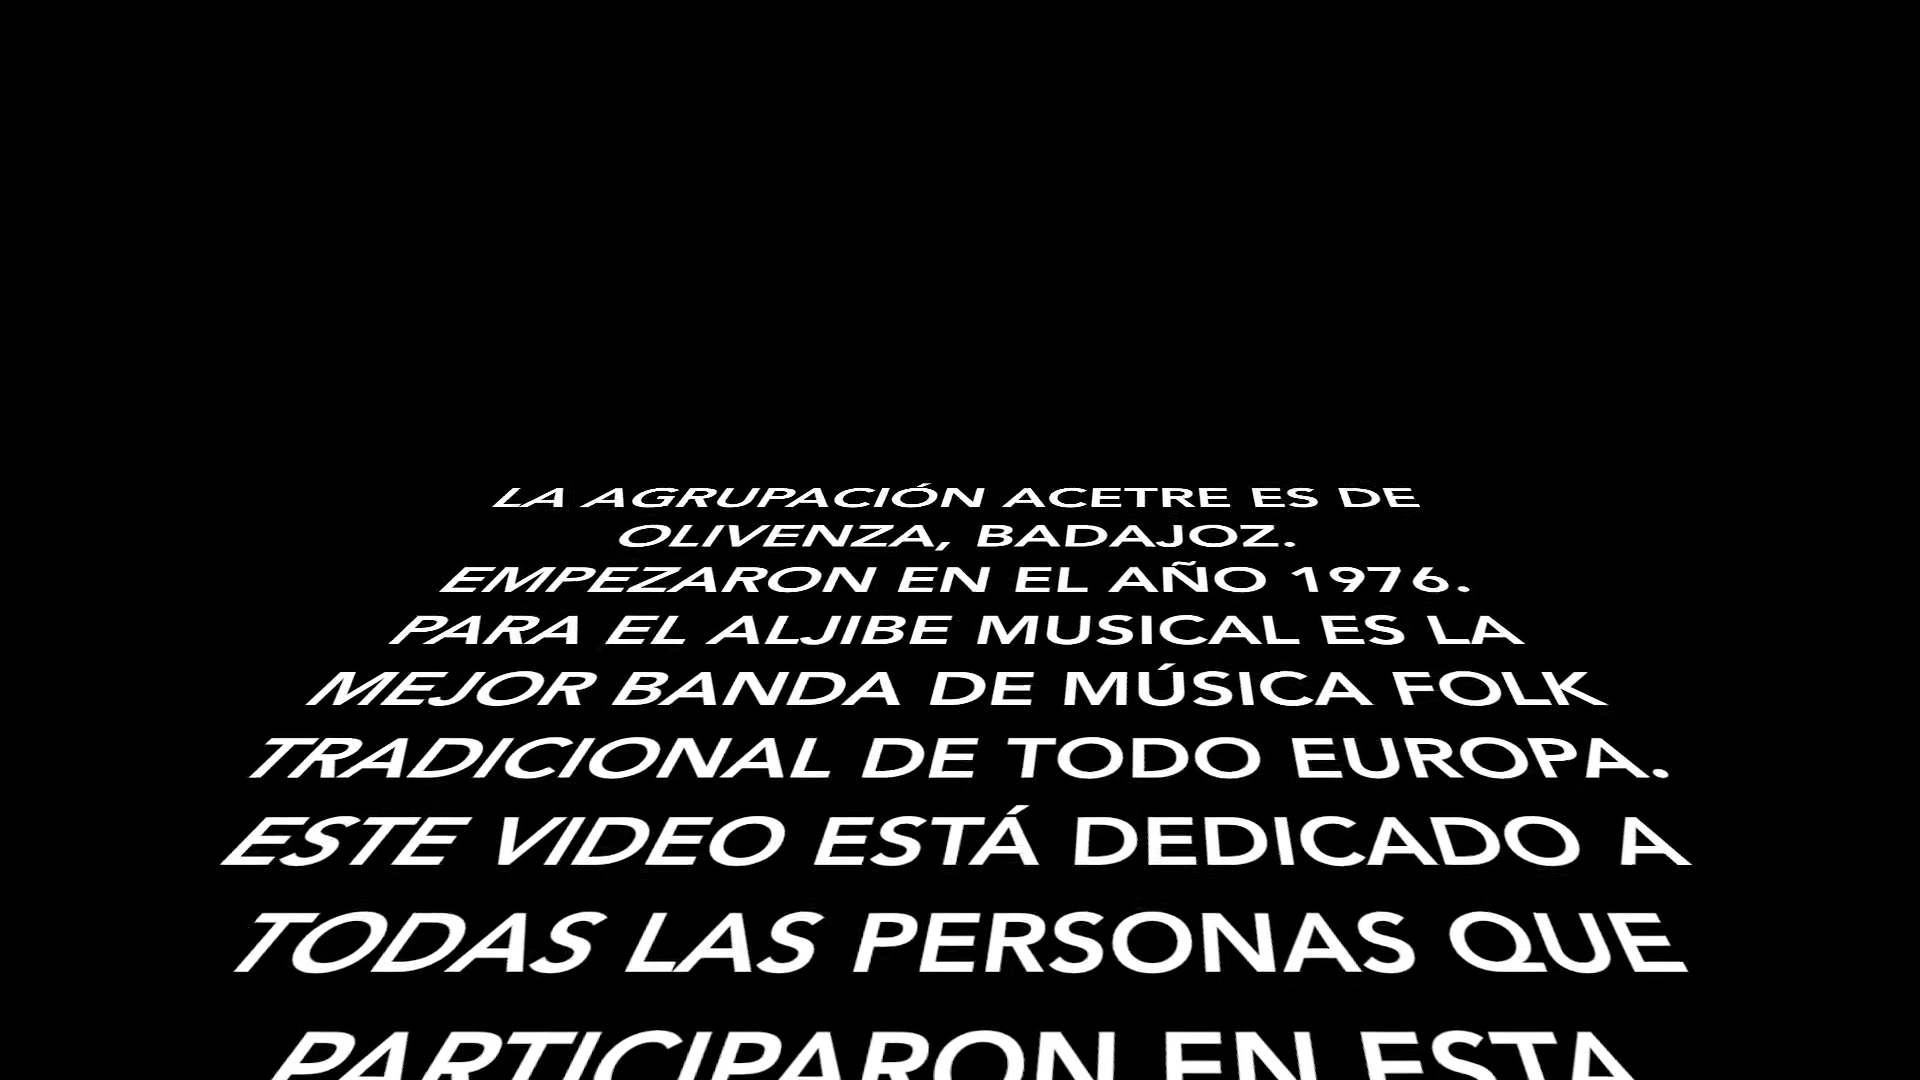 LA AGRUPACIÓN ACETRE ES DE
OLIVENZA, BADAJOZ.
EMPEZARON EN EL AÑO 1976.
PARA EL ALJIBE MUSICAL ES LA
MEJOR BANDA DE MÚSICA FOLK
TRADICIONAL DE TODO EUROPA.
ESTE VIDEO ESTÁ DEDICADO A
TODAS LAS PERSONAS QUE
PARTICIPARON EN ESTA